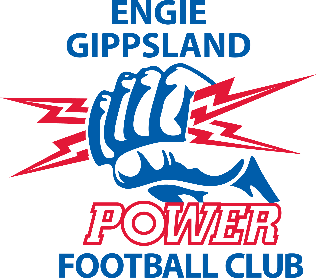 ENGIE
GIPPSLAND
POWER
FOOTBALL CLUB